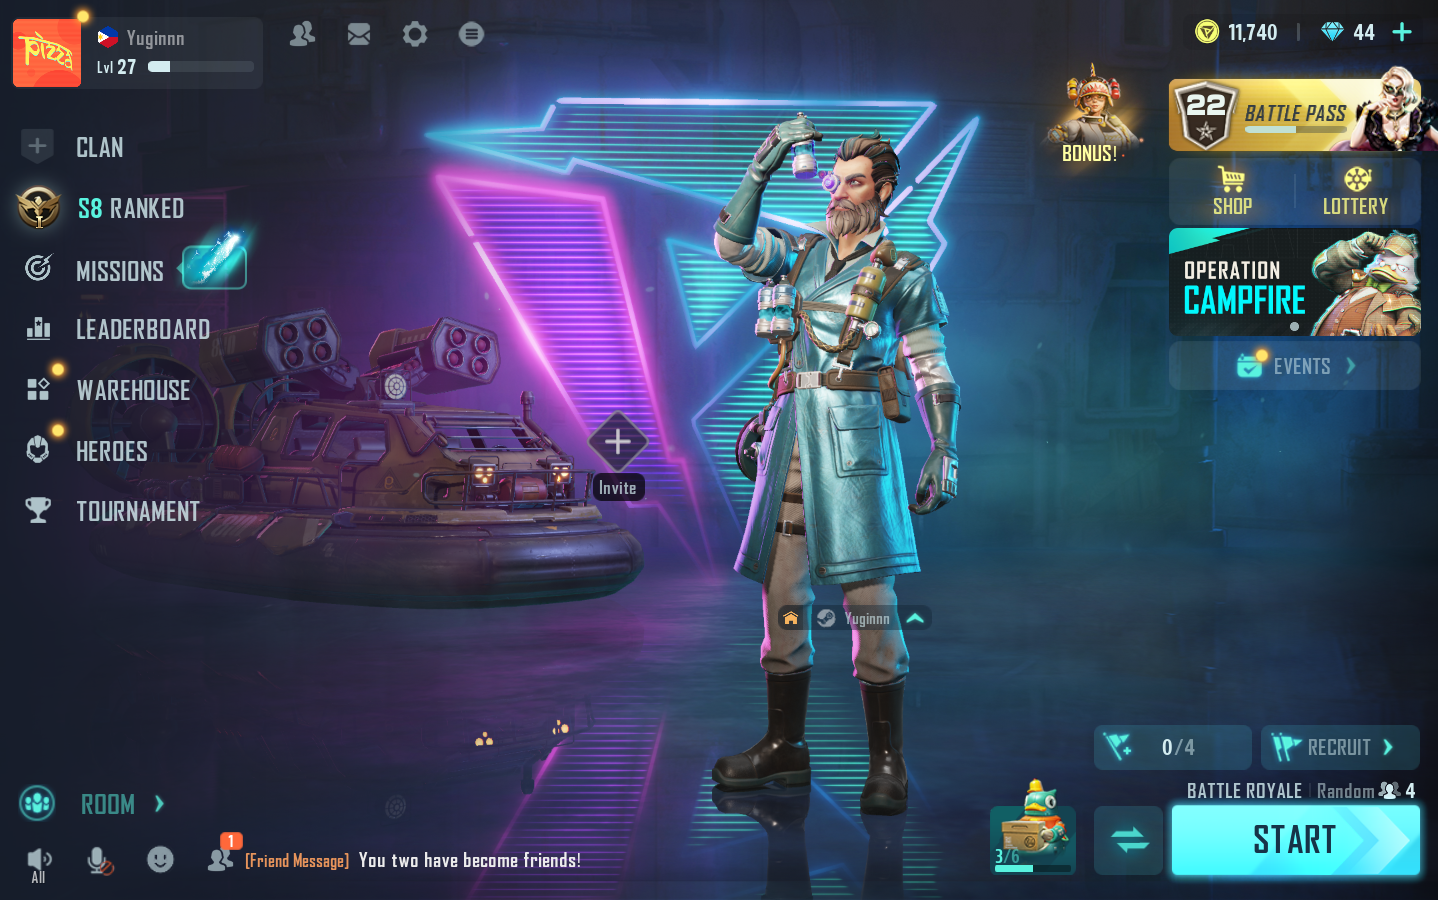 pizza
Yuginnn
Lvl 27
11,740
44
CLAN
S8 RANKED
MISSIONS
LEADERBOARD
WAREHOUSE
HEROES
TOURNAMENT
BONUS!
22
BATTLE PASS
SHOP
LOTTERY
OPERATION
CAMPFIRE
EVENTS
Invite
Yuginnn
0/4
RECRUIT
BATTLE ROYALE
Random
4
START
3/6
ROOM
All
1
[Friend Message] You two have become friends!